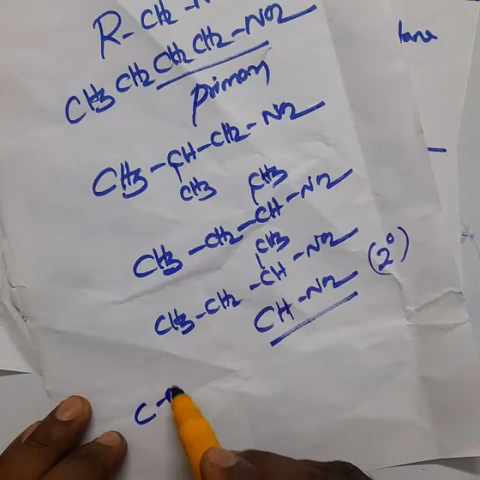 R-CH2-N
CH3CH2CH2CH2-NO2
primary
CH3-CH-CH2-NO2
CH3
CH3
CH3-CH2-CH-NO2
CH3
CH3-CH2-CH-NO2 (2°)
CH-NO2
C-